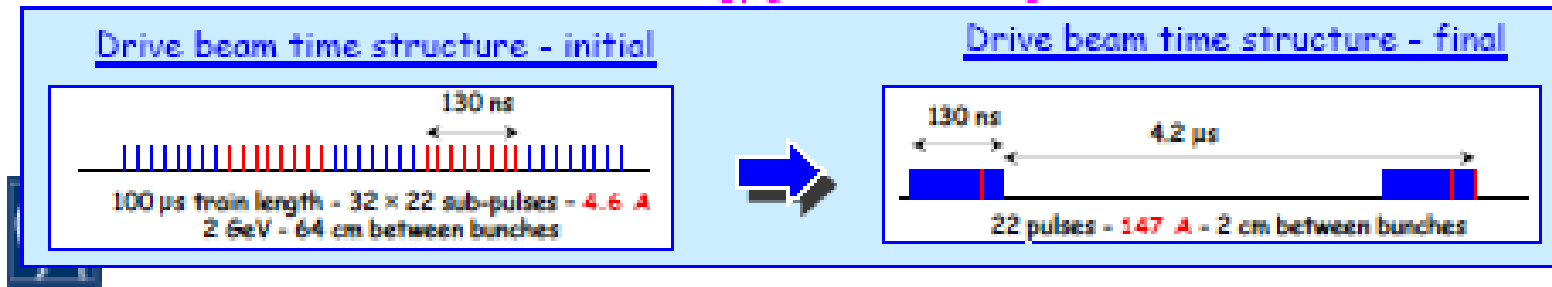 Drive beam time structure - initial
130 ns
100 µs train length - 32 × 22 sub-pulses - 4.6 A
2 GeV - 64 cm between bunches
Drive beam time structure - final
130 ns
4.2 µs
22 pulses - 147 A - 2 cm between bunches